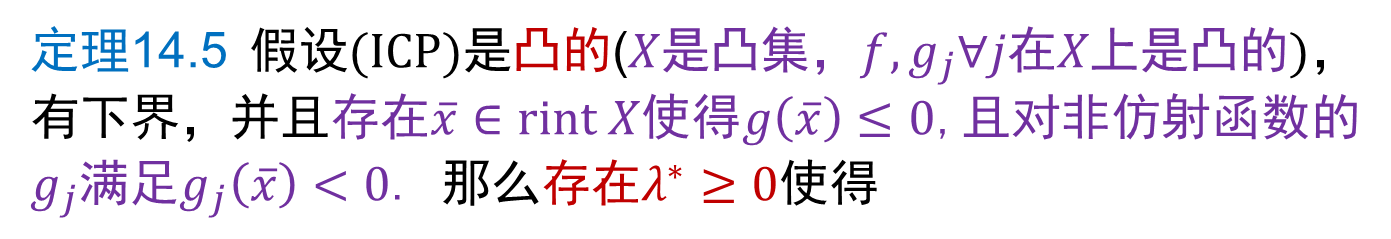 定理14.5 假设(ICP)是凸的(X是凸集，f, gⱼ∀j在X上是凸的)，
有下界，并且存在x̄ ∈ rint X使得g(x̄) ≤ 0, 且对非仿射函数的
gⱼ满足gⱼ(x̄) < 0. 那么存在λ* ≥ 0使得